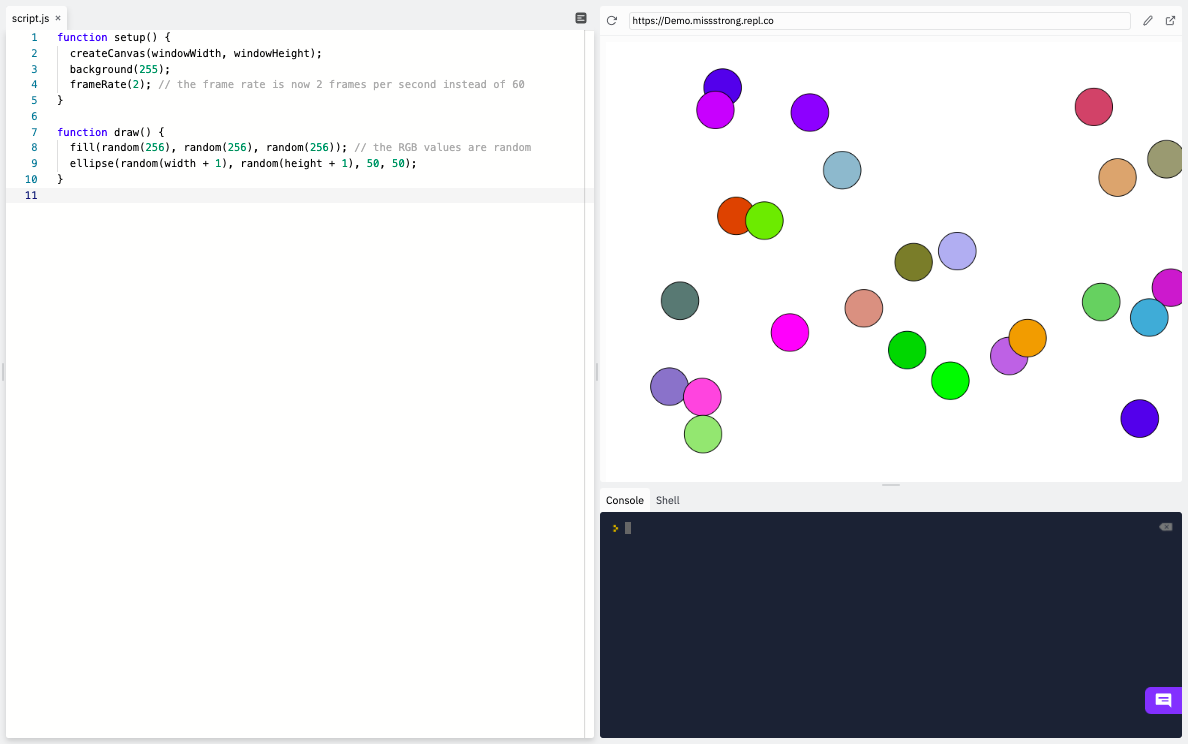 script.js ×
1 function setup() {
2 createCanvas(windowWidth, windowHeight);
3 background(255);
4 frameRate(2); // the frame rate is now 2 frames per second instead of 60
5 }
6
7 function draw() {
8 fill(random(256), random(256), random(256)); // the RGB values are random
9 ellipse(random(width + 1), random(height + 1), 50, 50);
10 }
11
https://Demo.missstrong.repl.co
Console Shell